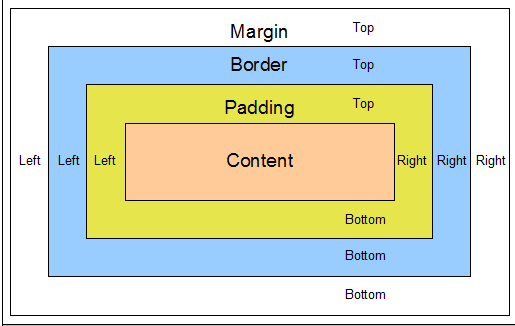 Margin Top
Border Top
Padding Top
Left Left Left Content Right Right Right
Bottom
Bottom
Bottom